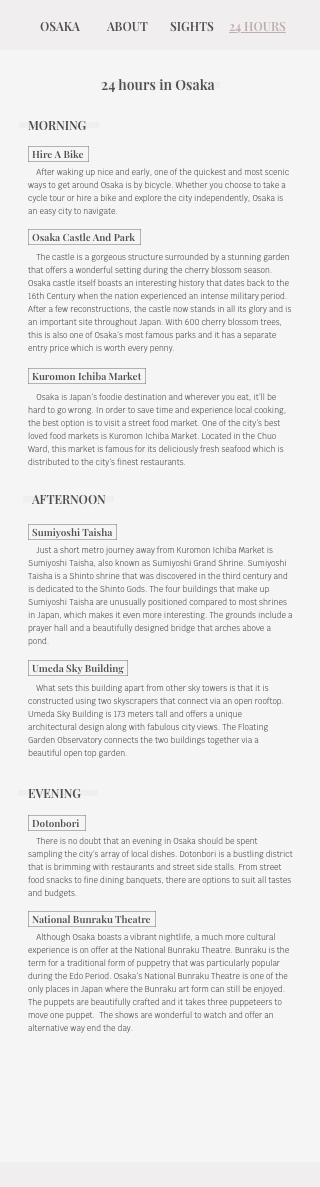 OSAKA ABOUT SIGHTS 24 HOURS
24 hours in Osaka
MORNING
Hire A Bike
After waking up nice and early, one of the quickest and most scenic
ways to get around Osaka is by bicycle. Whether you choose to take a
cycle tour or hire a bike and explore the city independently, Osaka is
an easy city to navigate.
Osaka Castle And Park
The castle is a gorgeous structure surrounded by a stunning garden
that offers a wonderful setting during the cherry blossom season.
Osaka castle itself boasts an interesting history that dates back to the
16th Century when the nation experienced an intense military period.
After a few reconstructions, the castle now stands in all its glory and is
an important site throughout Japan. With 600 cherry blossom trees,
this is also one of Osaka's most famous parks and it has a separate
entry price which is worth every penny.
Kuromon Ichiba Market
Osaka is Japan's foodie destination and wherever you eat, it'll be
hard to go wrong. In order to save time and experience local cooking,
the best option is to visit a street food market. One of the city's best
loved food markets is Kuromon Ichiba Market. Located in the Chuo
Ward, this market is famous for its deliciously fresh seafood which is
distributed to the city's finest restaurants.
AFTERNOON
Sumiyoshi Taisha
Just a short metro journey away from Kuromon Ichiba Market is
Sumiyoshi Taisha, also known as Sumiyoshi Grand Shrine. Sumiyoshi
Taisha is a Shinto shrine that was discovered in the third century and
is dedicated to the Shinto Gods. The four buildings that make up
Sumiyoshi Taisha are unusually positioned compared to most shrines
in Japan, which makes it even more interesting. The grounds include a
prayer hall and a beautifully designed bridge that arches above a
pond.
Umeda Sky Building
What sets this building apart from other sky towers is that it is
constructed using two skyscrapers that connect via an open rooftop.
Umeda Sky Building is 173 meters tall and offers a unique
architectural design along with fabulous city views. The Floating
Garden Observatory connects the two buildings together via a
beautiful open top garden.
EVENING
Dotonbori
There is no doubt that an evening in Osaka should be spent
sampling the city's array of local dishes. Dotonbori is a bustling district
that is brimming with restaurants and street side stalls. From street
food snacks to fine dining banquets, there are options to suit all tastes
and budgets.
National Bunraku Theatre
Although Osaka boasts a vibrant nightlife, a much more cultural
experience is on offer at the National Bunraku Theatre. Bunraku is the
term for a traditional form of puppetry that was particularly popular
during the Edo Period. Osaka's National Bunraku Theatre is one of the
only places in Japan where the Bunraku art form can still be enjoyed.
The puppets are beautifully crafted and it takes three puppeteers to
move one puppet. The shows are wonderful to watch and offer an
alternative way end the day.